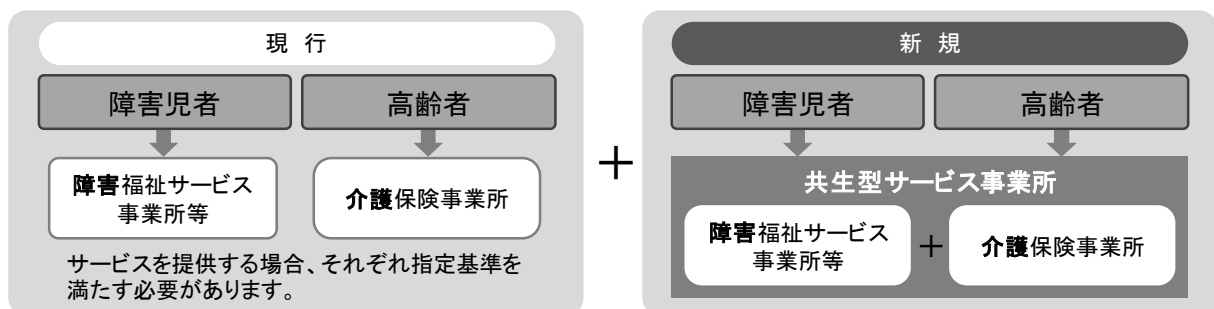 現 行
障害児者
高齢者
障害福祉サービス
事業所等
介護保険事業所
サービスを提供する場合、それぞれ指定基準を
満たす必要があります。
＋
新 規
障害児者
高齢者
共生型サービス事業所
障害福祉サービス
事業所等
＋
介護保険事業所